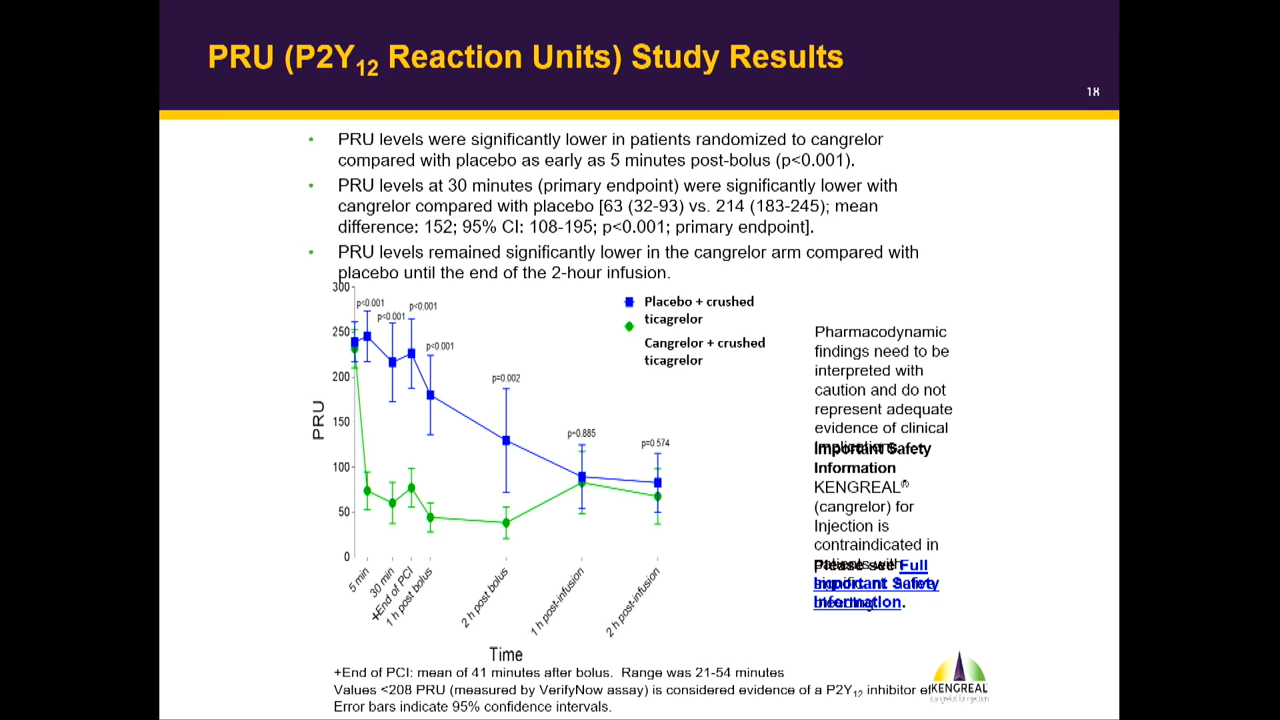 PRU (P2Y12 Reaction Units) Study Results
18
• PRU levels were significantly lower in patients randomized to cangrelor
compared with placebo as early as 5 minutes post-bolus (p<0.001).
• PRU levels at 30 minutes (primary endpoint) were significantly lower with
cangrelor compared with placebo [63 (32-93) vs. 214 (183-245); mean
difference: 152; 95% CI: 108-195; p<0.001; primary endpoint].
• PRU levels remained significantly lower in the cangrelor arm compared with
placebo until the end of the 2-hour infusion.
300
250
200
150
100
50
0
PRU
p<0.001
p<0.001
p<0.001
p<0.001
p=0.002
p=0.885
p=0.574
Placebo + crushed
ticagrelor
Cangrelor + crushed
ticagrelor
5 min
30 min
+End of PCI
1 h post bolus
2 h post bolus
1 h post-infusion
2 h post-infusion
Time
Pharmacodynamic
findings need to be
interpreted with
caution and do not
represent adequate
evidence of clinical
Important Safety
Information
KENGREAL®
(cangrelor) for
Injection is
contraindicated in
patients with
Please see Full
Important Safety
Information.
+End of PCI: mean of 41 minutes after bolus. Range was 21-54 minutes
Values <208 PRU (measured by VerifyNow assay) is considered evidence of a P2Y12 inhibitor
Error bars indicate 95% confidence intervals.
KENGREAL